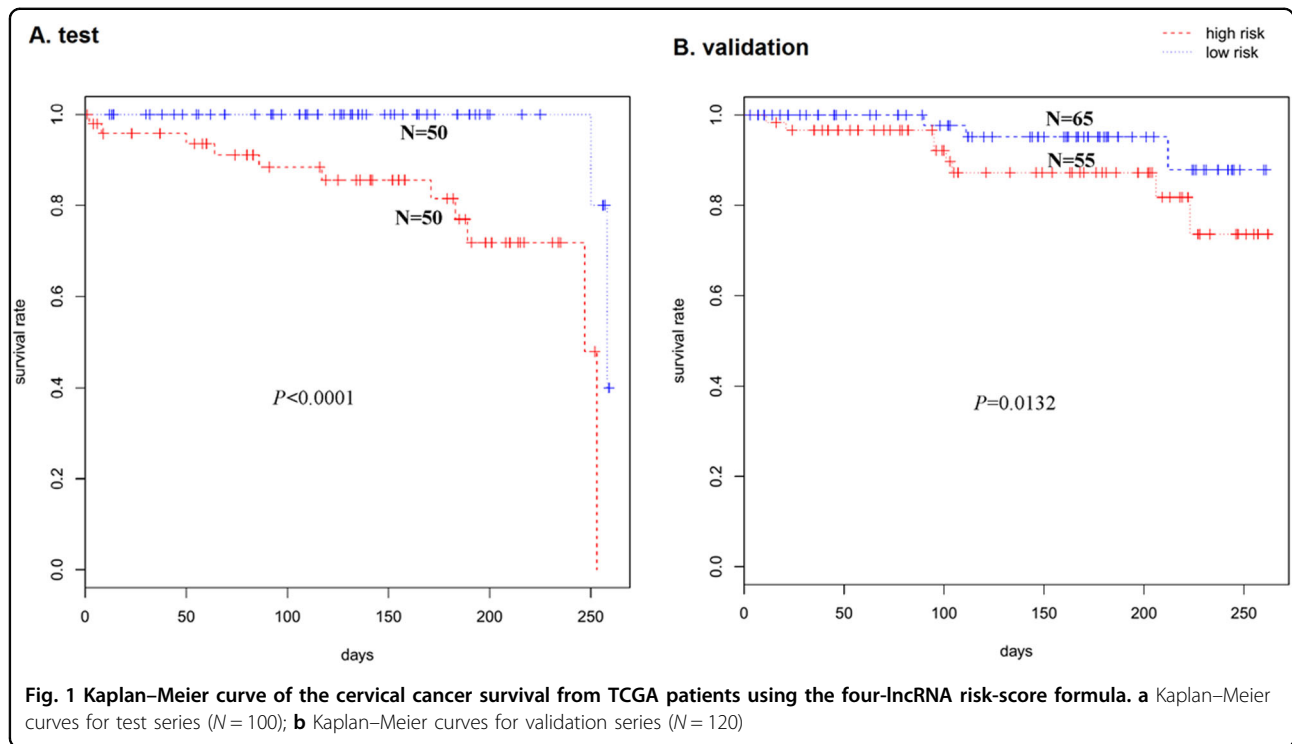 A. test
B. validation
high risk
low risk
N=50
N=50
P<0.0001
survival rate
0.0 0.2 0.4 0.6 0.8 1.0
0 50 100 150 200 250
days
N=65
N=55
P=0.0132
survival rate
0.0 0.2 0.4 0.6 0.8 1.0
0 50 100 150 200 250
days
Fig. 1 Kaplan–Meier curve of the cervical cancer survival from TCGA patients using the four-lncRNA risk-score formula. a Kaplan–Meier
curves for test series (N = 100); b Kaplan–Meier curves for validation series (N = 120)